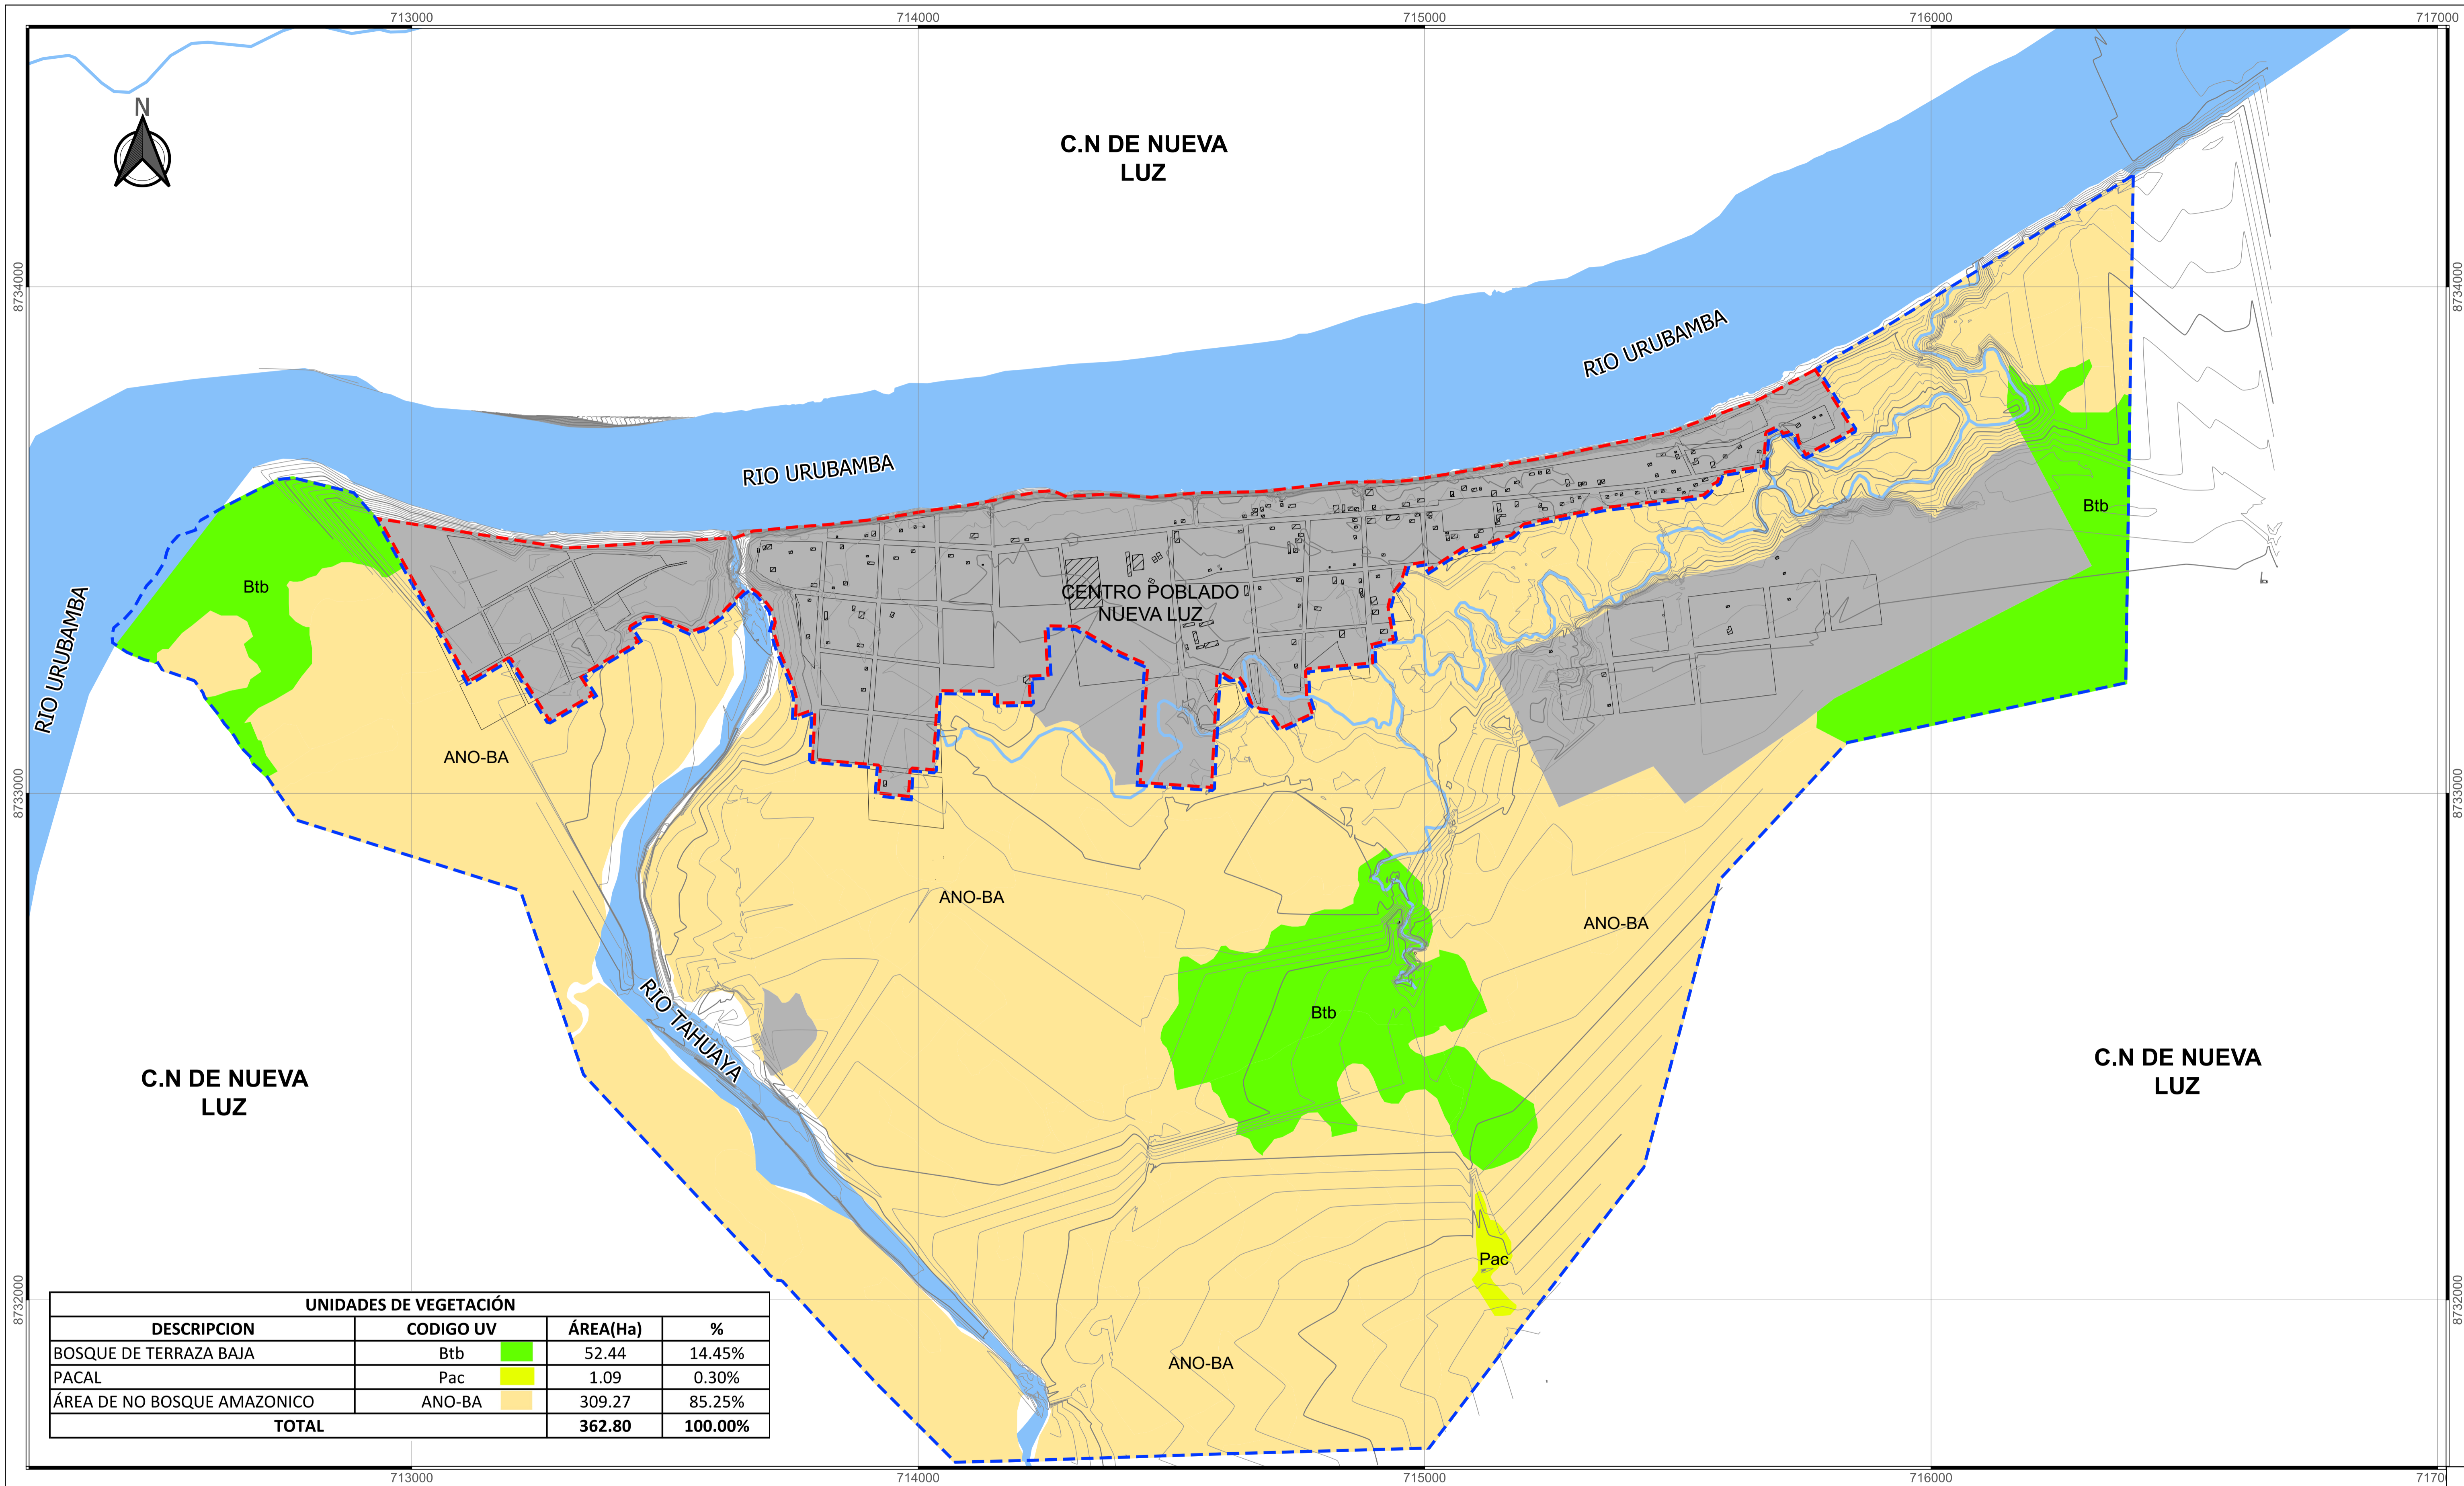 713000
714000
715000
716000
717000
N
C.N DE NUEVA
LUZ
8734000
8734000
RIO URUBAMBA
RIO URUBAMBA
Btb
Btb
CENTRO POBLADO
NUEVA LUZ
RIO URUBAMBA
ANO-BA
8733000
8733000
ANO-BA
ANO-BA
RIO TAHUAYA
Btb
C.N DE NUEVA
LUZ
C.N DE NUEVA
LUZ
Pac
8732000
8732000
ANO-BA
UNIDADES DE VEGETACIÓN
DESCRIPCION CODIGO UV ÁREA(Ha) %
BOSQUE DE TERRAZA BAJA Btb 52.44 14.45%
PACAL Pac 1.09 0.30%
ÁREA DE NO BOSQUE AMAZONICO ANO-BA 309.27 85.25%
TOTAL 362.80 100.00%
713000
714000
715000
716000
7170